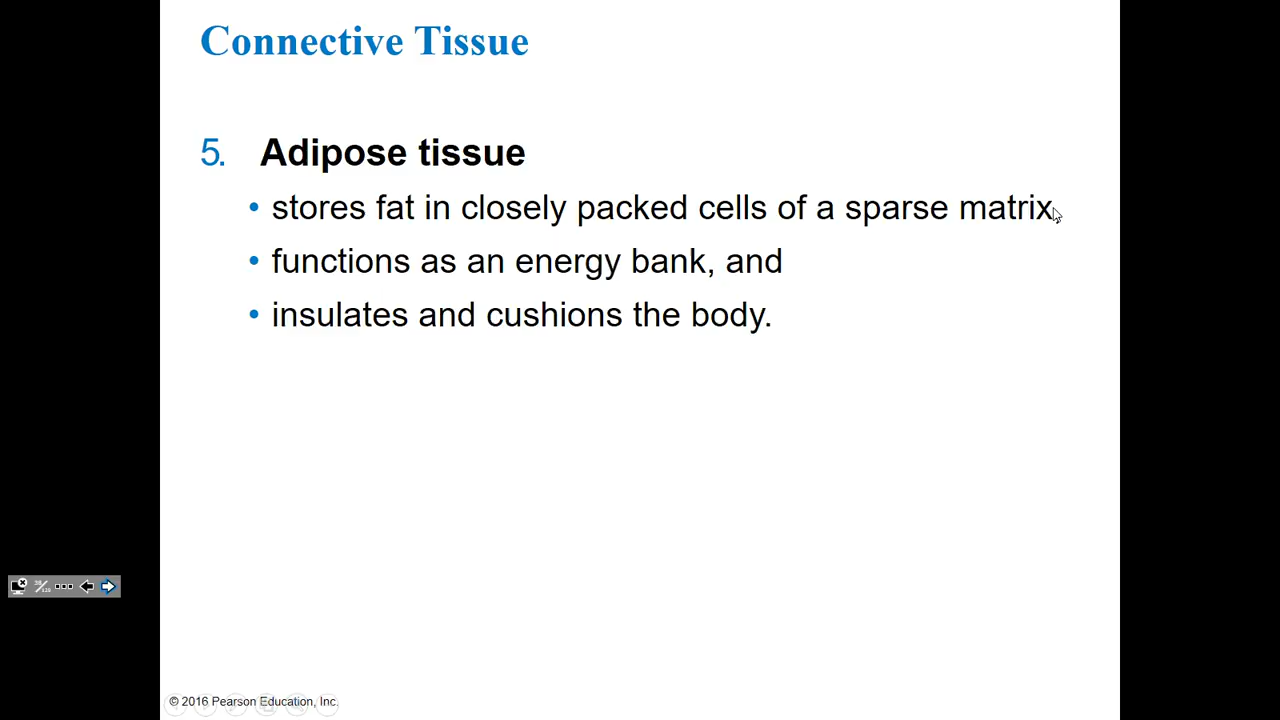 Connective Tissue
5. Adipose tissue
• stores fat in closely packed cells of a sparse matrix,
• functions as an energy bank, and
• insulates and cushions the body.
© 2016 Pearson Education, Inc.